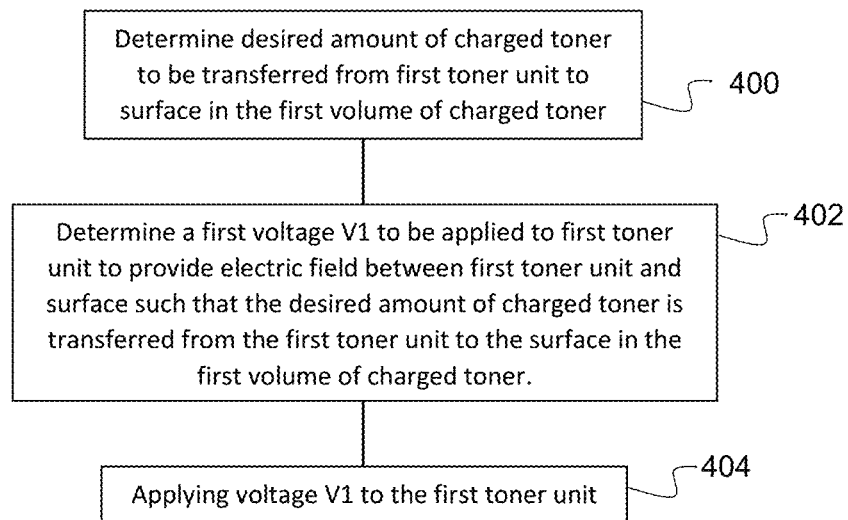 Determine desired amount of charged toner
to be transferred from first toner unit to
surface in the first volume of charged toner
400
Determine a first voltage V1 to be applied to first toner
unit to provide electric field between first toner unit and
surface such that the desired amount of charged toner is
transferred from the first toner unit to the surface in the
first volume of charged toner.
402
Applying voltage V1 to the first toner unit
404